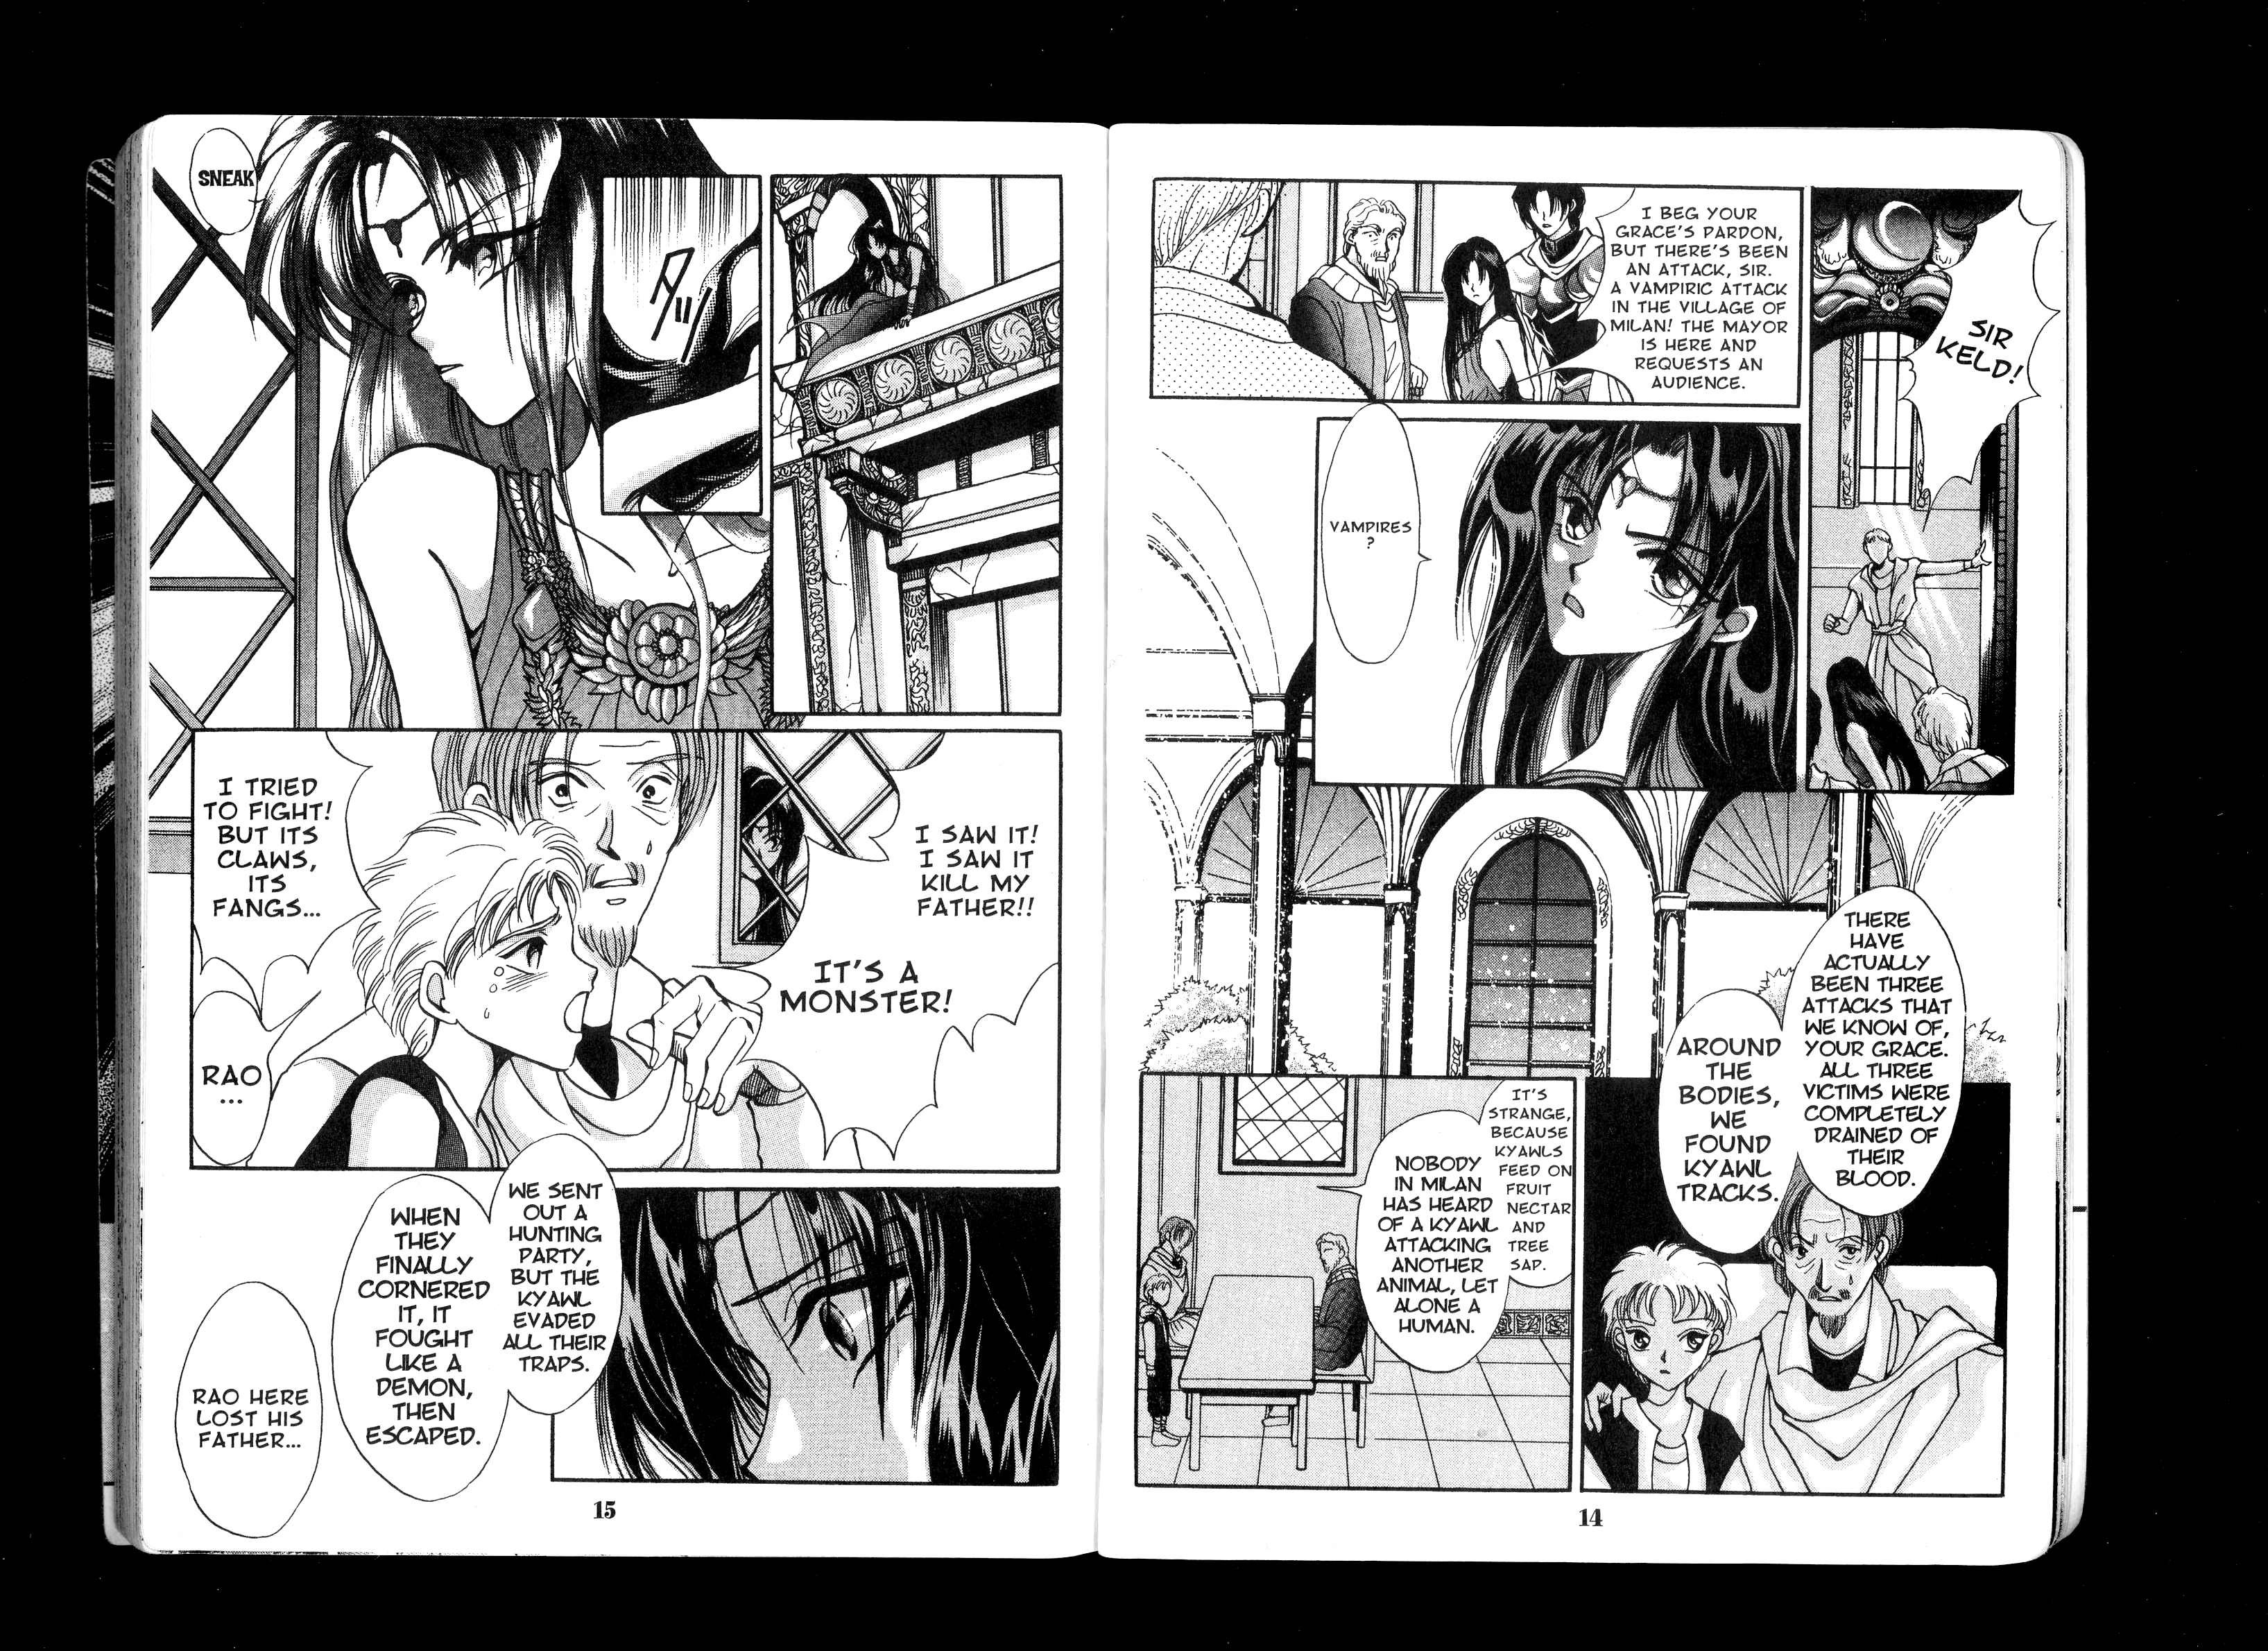 SIR
KELD!
I BEG YOUR
GRACE'S PARDON,
BUT THERE'S BEEN
AN ATTACK, SIR.
A VAMPIRIC ATTACK
IN THE VILLAGE OF
MILAN! THE MAYOR
IS HERE AND
REQUESTS AN
AUDIENCE.
VAMPIRES
?
THERE
HAVE
ACTUALLY
BEEN THREE
ATTACKS THAT
WE KNOW OF,
YOUR GRACE.
ALL THREE
VICTIMS WERE
COMPLETELY
DRAINED OF
THEIR
BLOOD.
AROUND
THE
BODIES,
WE
FOUND
KYAWL
TRACKS.
IT'S
STRANGE,
BECAUSE
KYAWLS
FEED ON
FRUIT
NECTAR
AND
TREE
SAP.
NOBODY
IN MILAN
HAS HEARD
OF A KYAWL
ATTACKING
ANOTHER
ANIMAL, LET
ALONE A
HUMAN.
14
タッ
SNEAK
I SAW IT!
I SAW IT
KILL MY
FATHER!!
IT'S A
MONSTER!
I TRIED
TO FIGHT!
BUT ITS
CLAWS,
ITS
FANGS...
RAO
...
WE SENT
OUT A
HUNTING
PARTY,
BUT THE
KYAWL
EVADED
ALL THEIR
TRAPS.
WHEN
THEY
FINALLY
CORNERED
IT, IT
FOUGHT
LIKE A
DEMON,
THEN
ESCAPED.
RAO HERE
LOST HIS
FATHER...
15